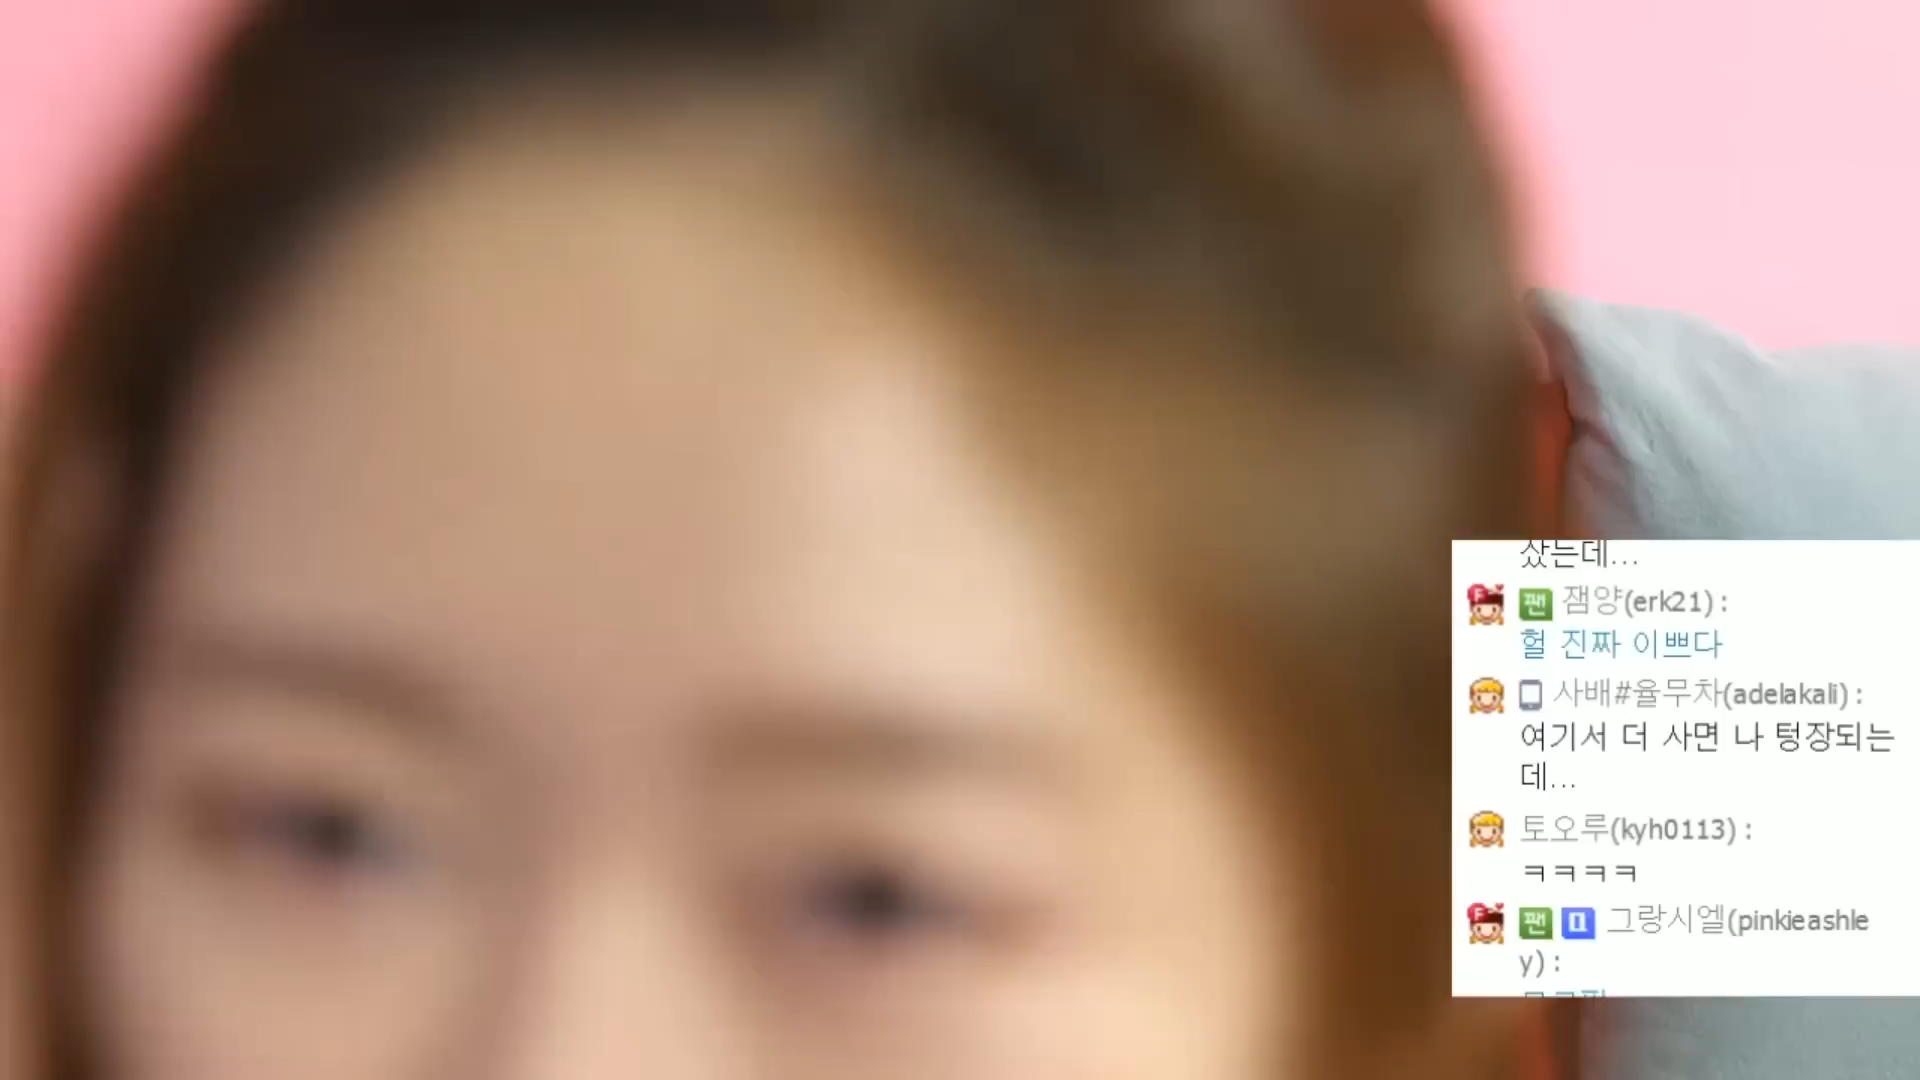 샀는데...
팬 잼양(erk21) :
헐 진짜 이쁘다
사배#율무차(adelakali) :
여기서 더 사면 나 텅장되는
데...
토오루(kyh0113) :
ㅋㅋㅋㅋ
팬 그랑시엘(pinkieashle
y) :